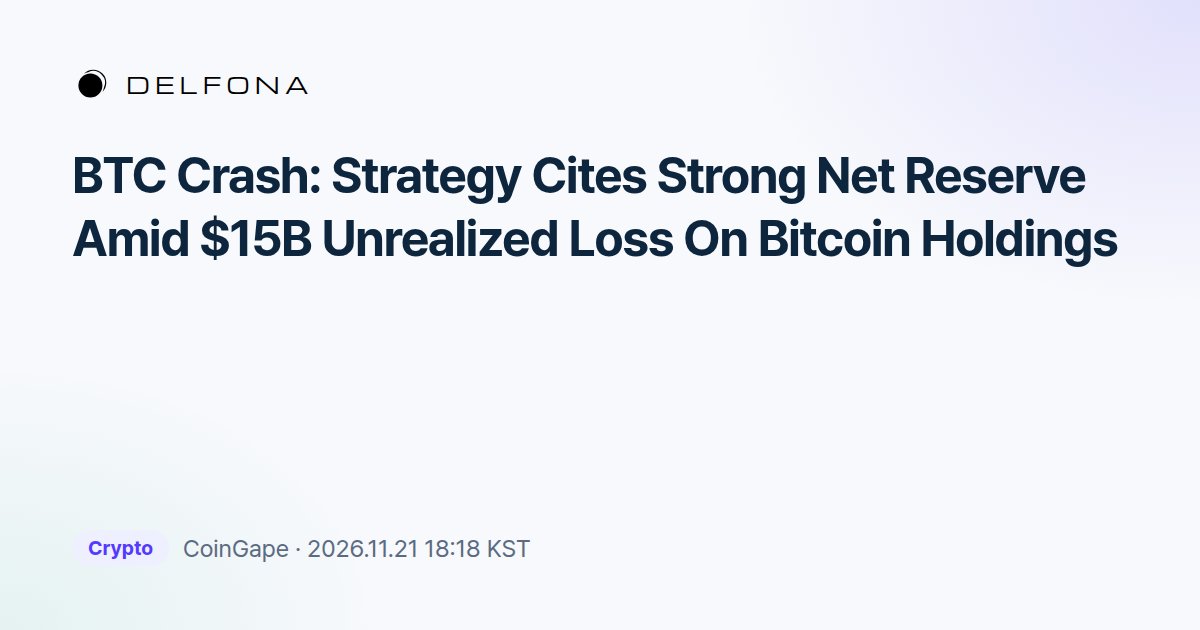 DELFONA
BTC Crash: Strategy Cites Strong Net Reserve
Amid $15B Unrealized Loss On Bitcoin Holdings
Crypto CoinGape · 2026.11.21 18:18 KST